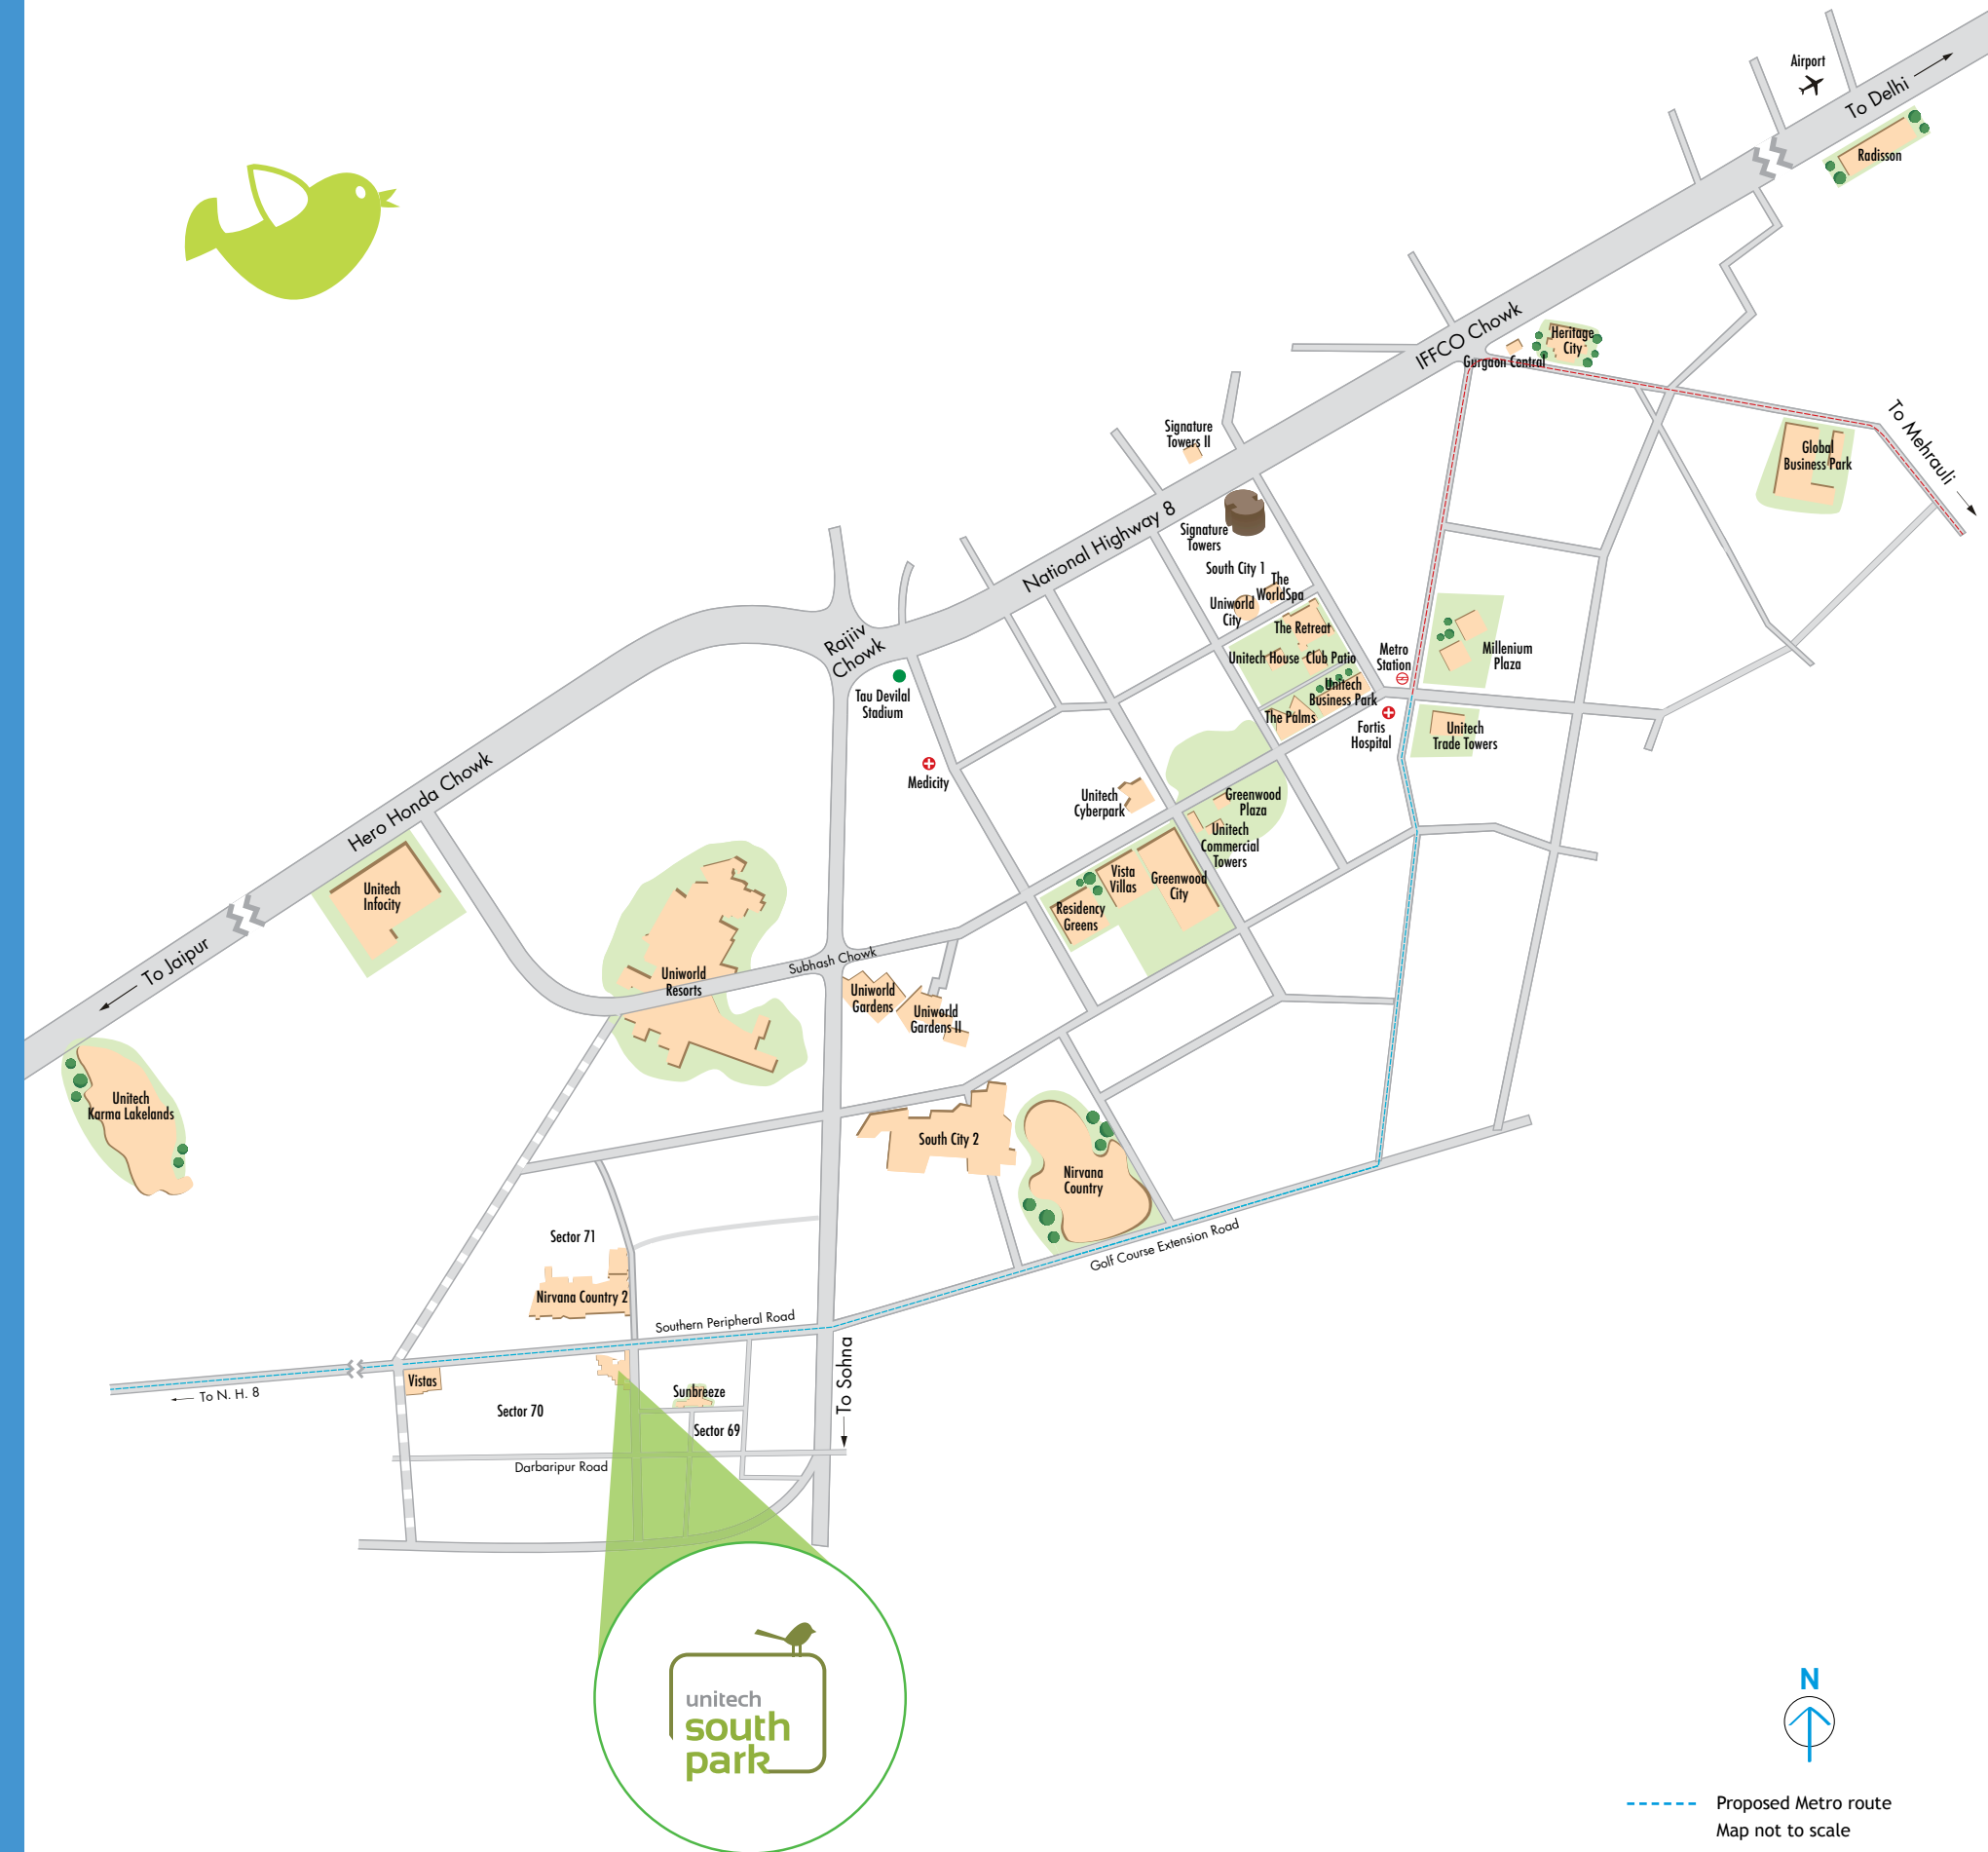 Airport
To Delhi
Radisson
IFFCO Chowk
Heritage
City
Gurgaon Central
To Mehrauli
Global
Business Park
Signature
Towers II
National Highway 8
Signature
Towers
South City 1
The
WorldSpa
Uniworld
City
The Retreat
Unitech House
Club Patio
Unitech
Business Park
The Palms
Metro
Station
Millenium
Plaza
Fortis
Hospital
Unitech
Trade Towers
Rajiiv
Chowk
Tau Devilal
Stadium
Medicity
Hero Honda Chowk
Unitech
Cyberpark
Greenwood
Plaza
Unitech
Commercial
Towers
Vista
Villas
Greenwood
City
Residency
Greens
Unitech
Infocity
To Jaipur
Subhash Chowk
Uniworld
Resorts
Uniworld
Gardens
Uniworld
Gardens II
Unitech
Karma Lakelands
South City 2
Nirvana
Country
Golf Course Extension Road
Sector 71
Nirvana Country 2
Southern Peripheral Road
To Sohna
To N. H. 8
Vistas
Sunbreeze
Sector 70
Sector 69
Darbaripur Road
unitech
south
park
N
Proposed Metro route
Map not to scale